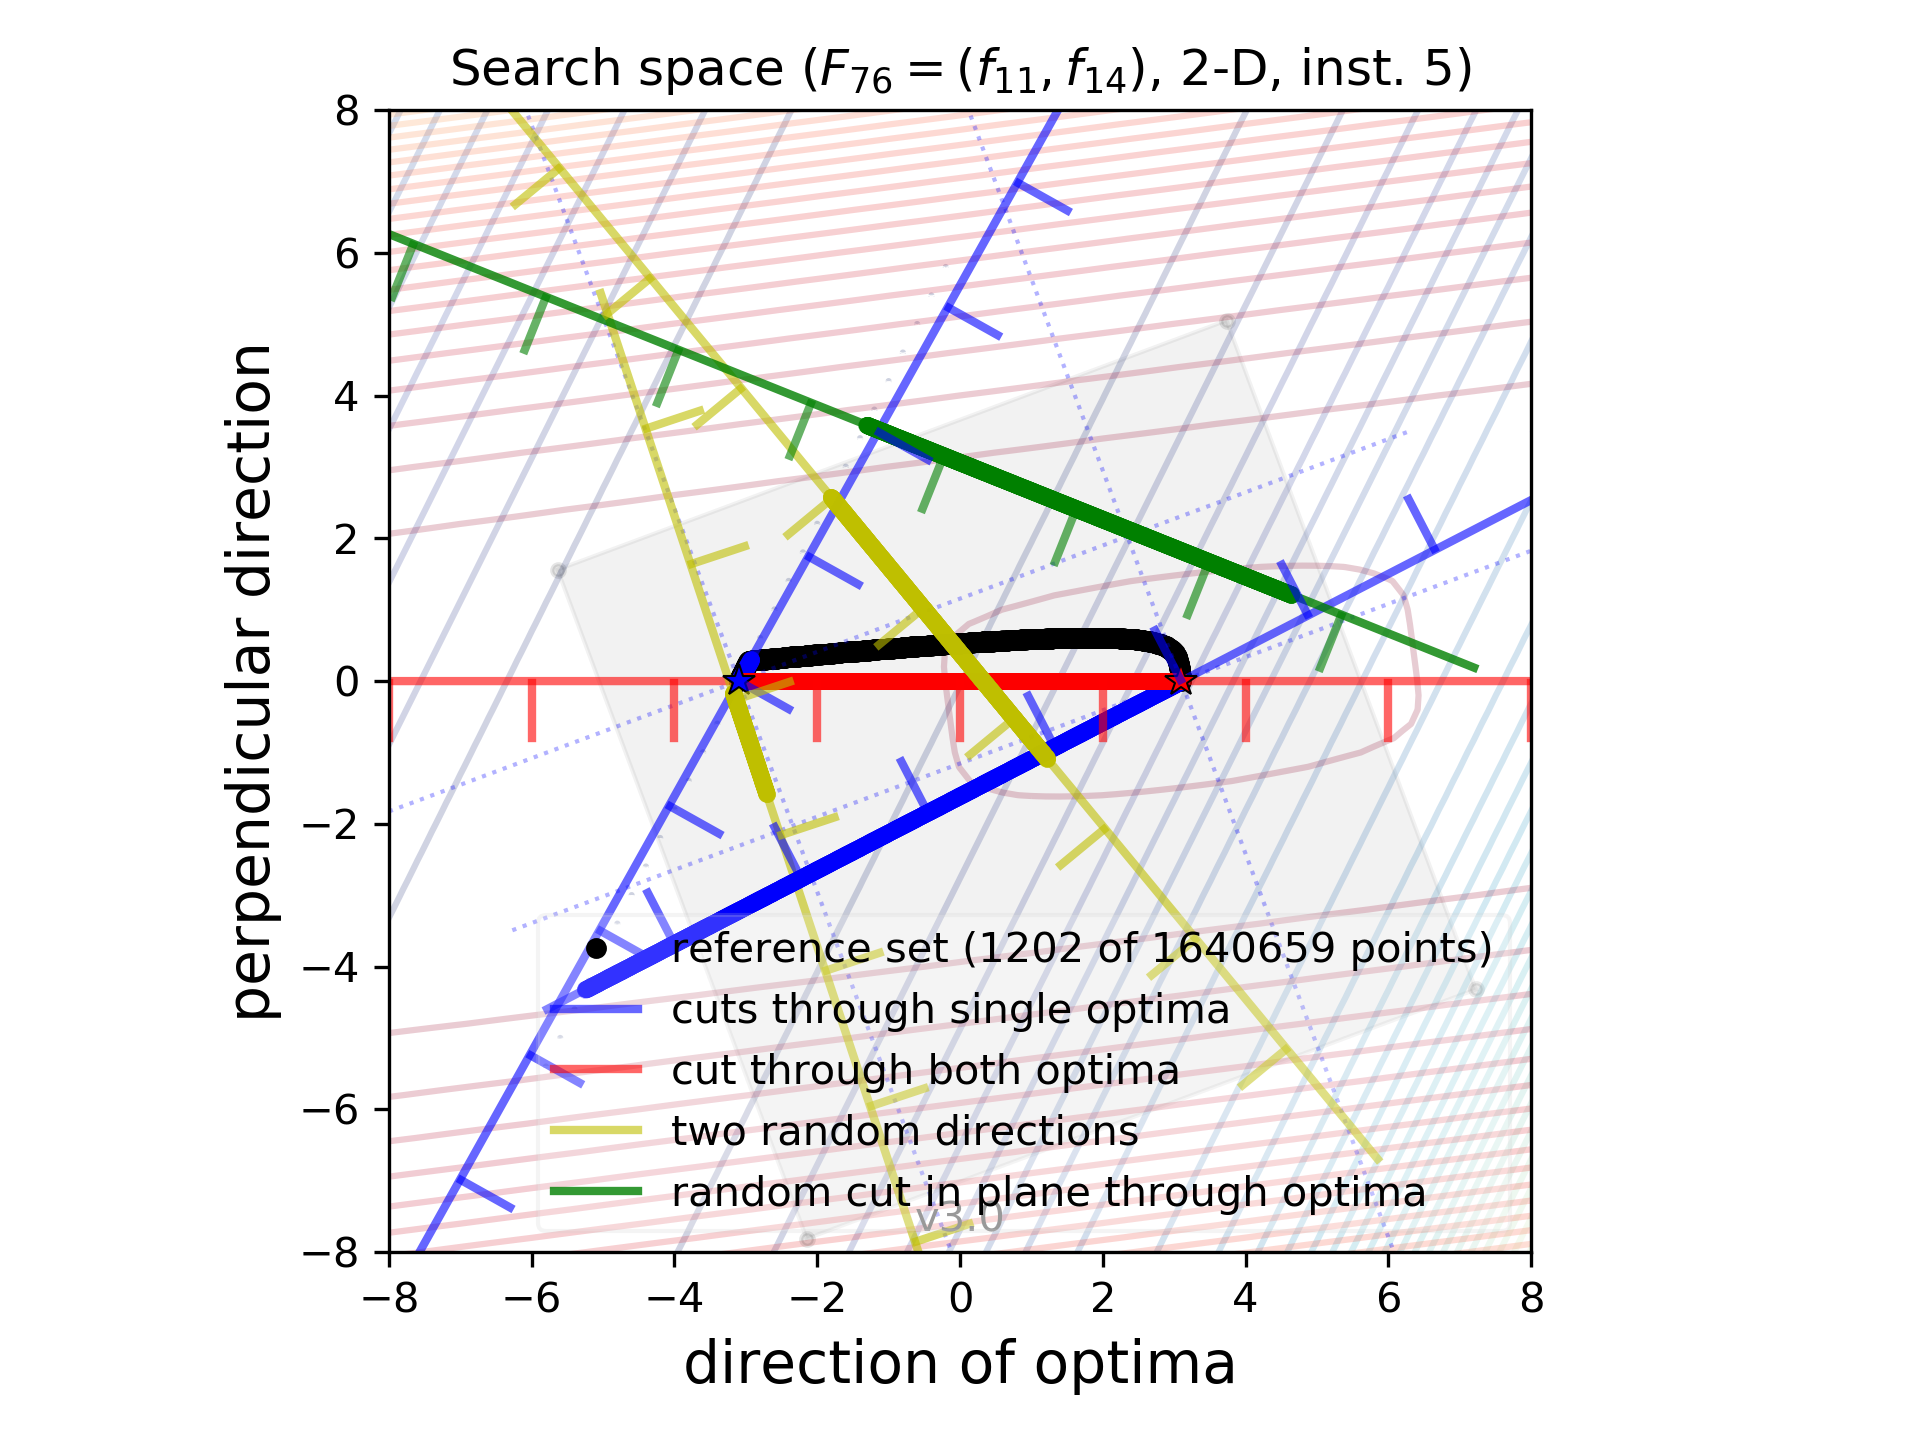 Search space (F76 = (f11, f14), 2-D, inst. 5)
8
6
4
2
0
−2
−4
−6
−8
perpendicular direction
reference set (1202 of 1640659 points)
cuts through single optima
cut through both optima
two random directions
random cut in plane through optima
v3.0
−8 −6 −4 −2 0 2 4 6 8
direction of optima